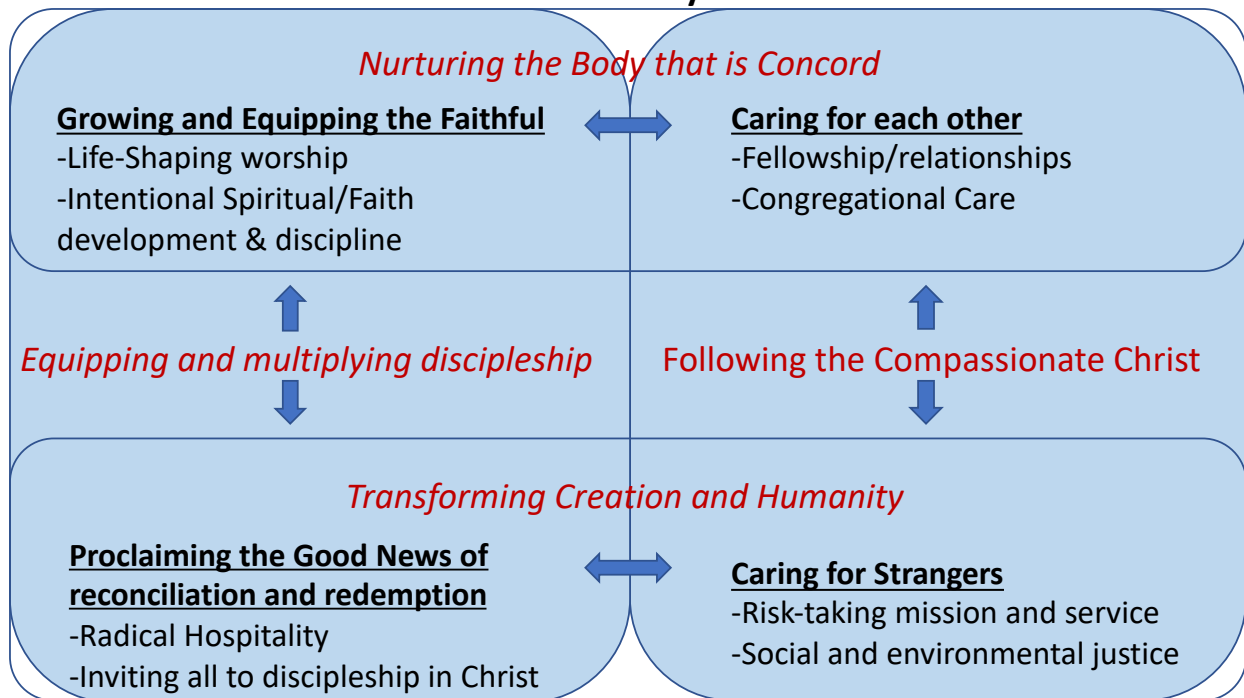 Nurturing the Body that is Concord
Growing and Equipping the Faithful
-Life-Shaping worship
-Intentional Spiritual/Faith
development & discipline
Caring for each other
-Fellowship/relationships
-Congregational Care
Equipping and multiplying discipleship
Following the Compassionate Christ
Transforming Creation and Humanity
Proclaiming the Good News of
reconciliation and redemption
-Radical Hospitality
-Inviting all to discipleship in Christ
Caring for Strangers
-Risk-taking mission and service
-Social and environmental justice